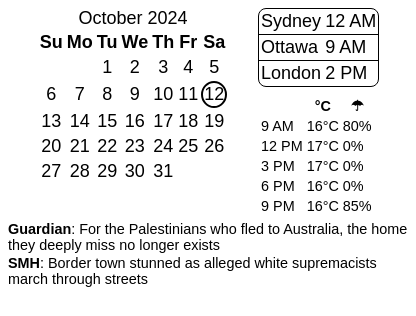 October 2024
Su Mo Tu We Th Fr Sa
1 2 3 4 5
6 7 8 9 10 11 12
13 14 15 16 17 18 19
20 21 22 23 24 25 26
27 28 29 30 31
Sydney 12 AM
Ottawa 9 AM
London 2 PM
°C ☂
9 AM 16°C 80%
12 PM 17°C 0%
3 PM 17°C 0%
6 PM 16°C 0%
9 PM 16°C 85%
Guardian: For the Palestinians who fled to Australia, the home
they deeply miss no longer exists
SMH: Border town stunned as alleged white supremacists
march through streets